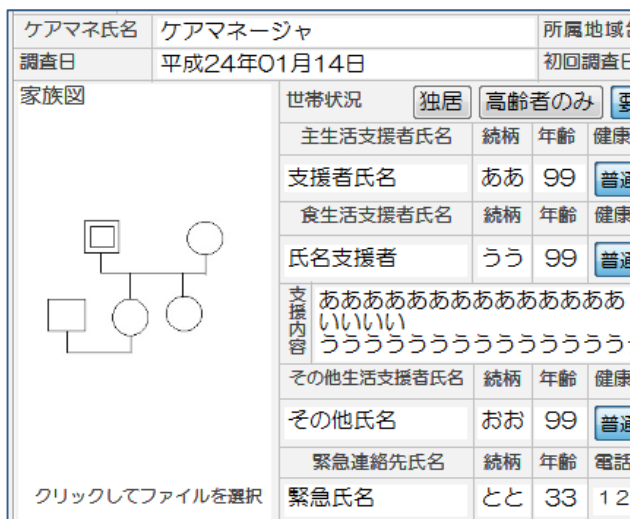 ケアマネ氏名 ケアマネージャ 所属地域
調査日 平成24年01月14日 初回調査日
家族図 世帯状況 独居 高齢者のみ
主生活支援者氏名 続柄 年齢 健康
支援者氏名 ああ 99 普通
食生活支援者氏名 続柄 年齢 健康
氏名支援者 うう 99 普通
支援内容
ああああああああああああああ
いいいい
うううううううううううううう
その他生活支援者氏名 続柄 年齢 健康
その他氏名 おお 99 普通
緊急連絡先氏名 続柄 年齢 電話
クリックしてファイルを選択 緊急氏名 とと 33 12